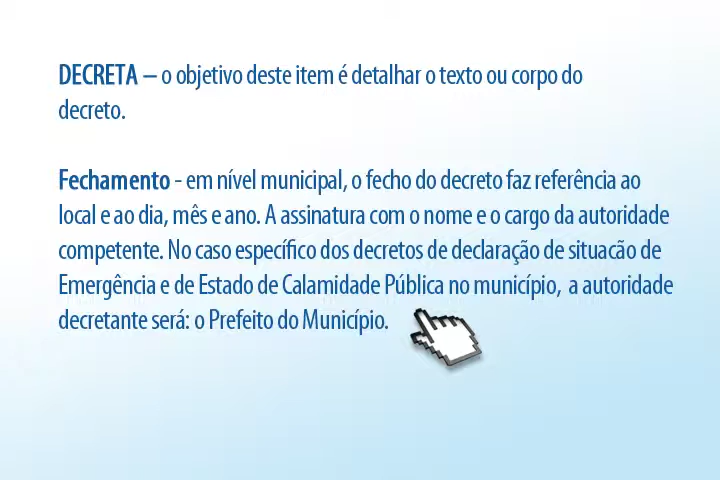 DECRETA – o objetivo deste item é detalhar o texto ou corpo do
decreto.
Fechamento - em nível municipal, o fecho do decreto faz referência ao
local e ao dia, mês e ano. A assinatura com o nome e o cargo da autoridade
competente. No caso específico dos decretos de declaração de situacão de
Emergência e de Estado de Calamidade Pública no município, a autoridade
decretante será: o Prefeito do Município.